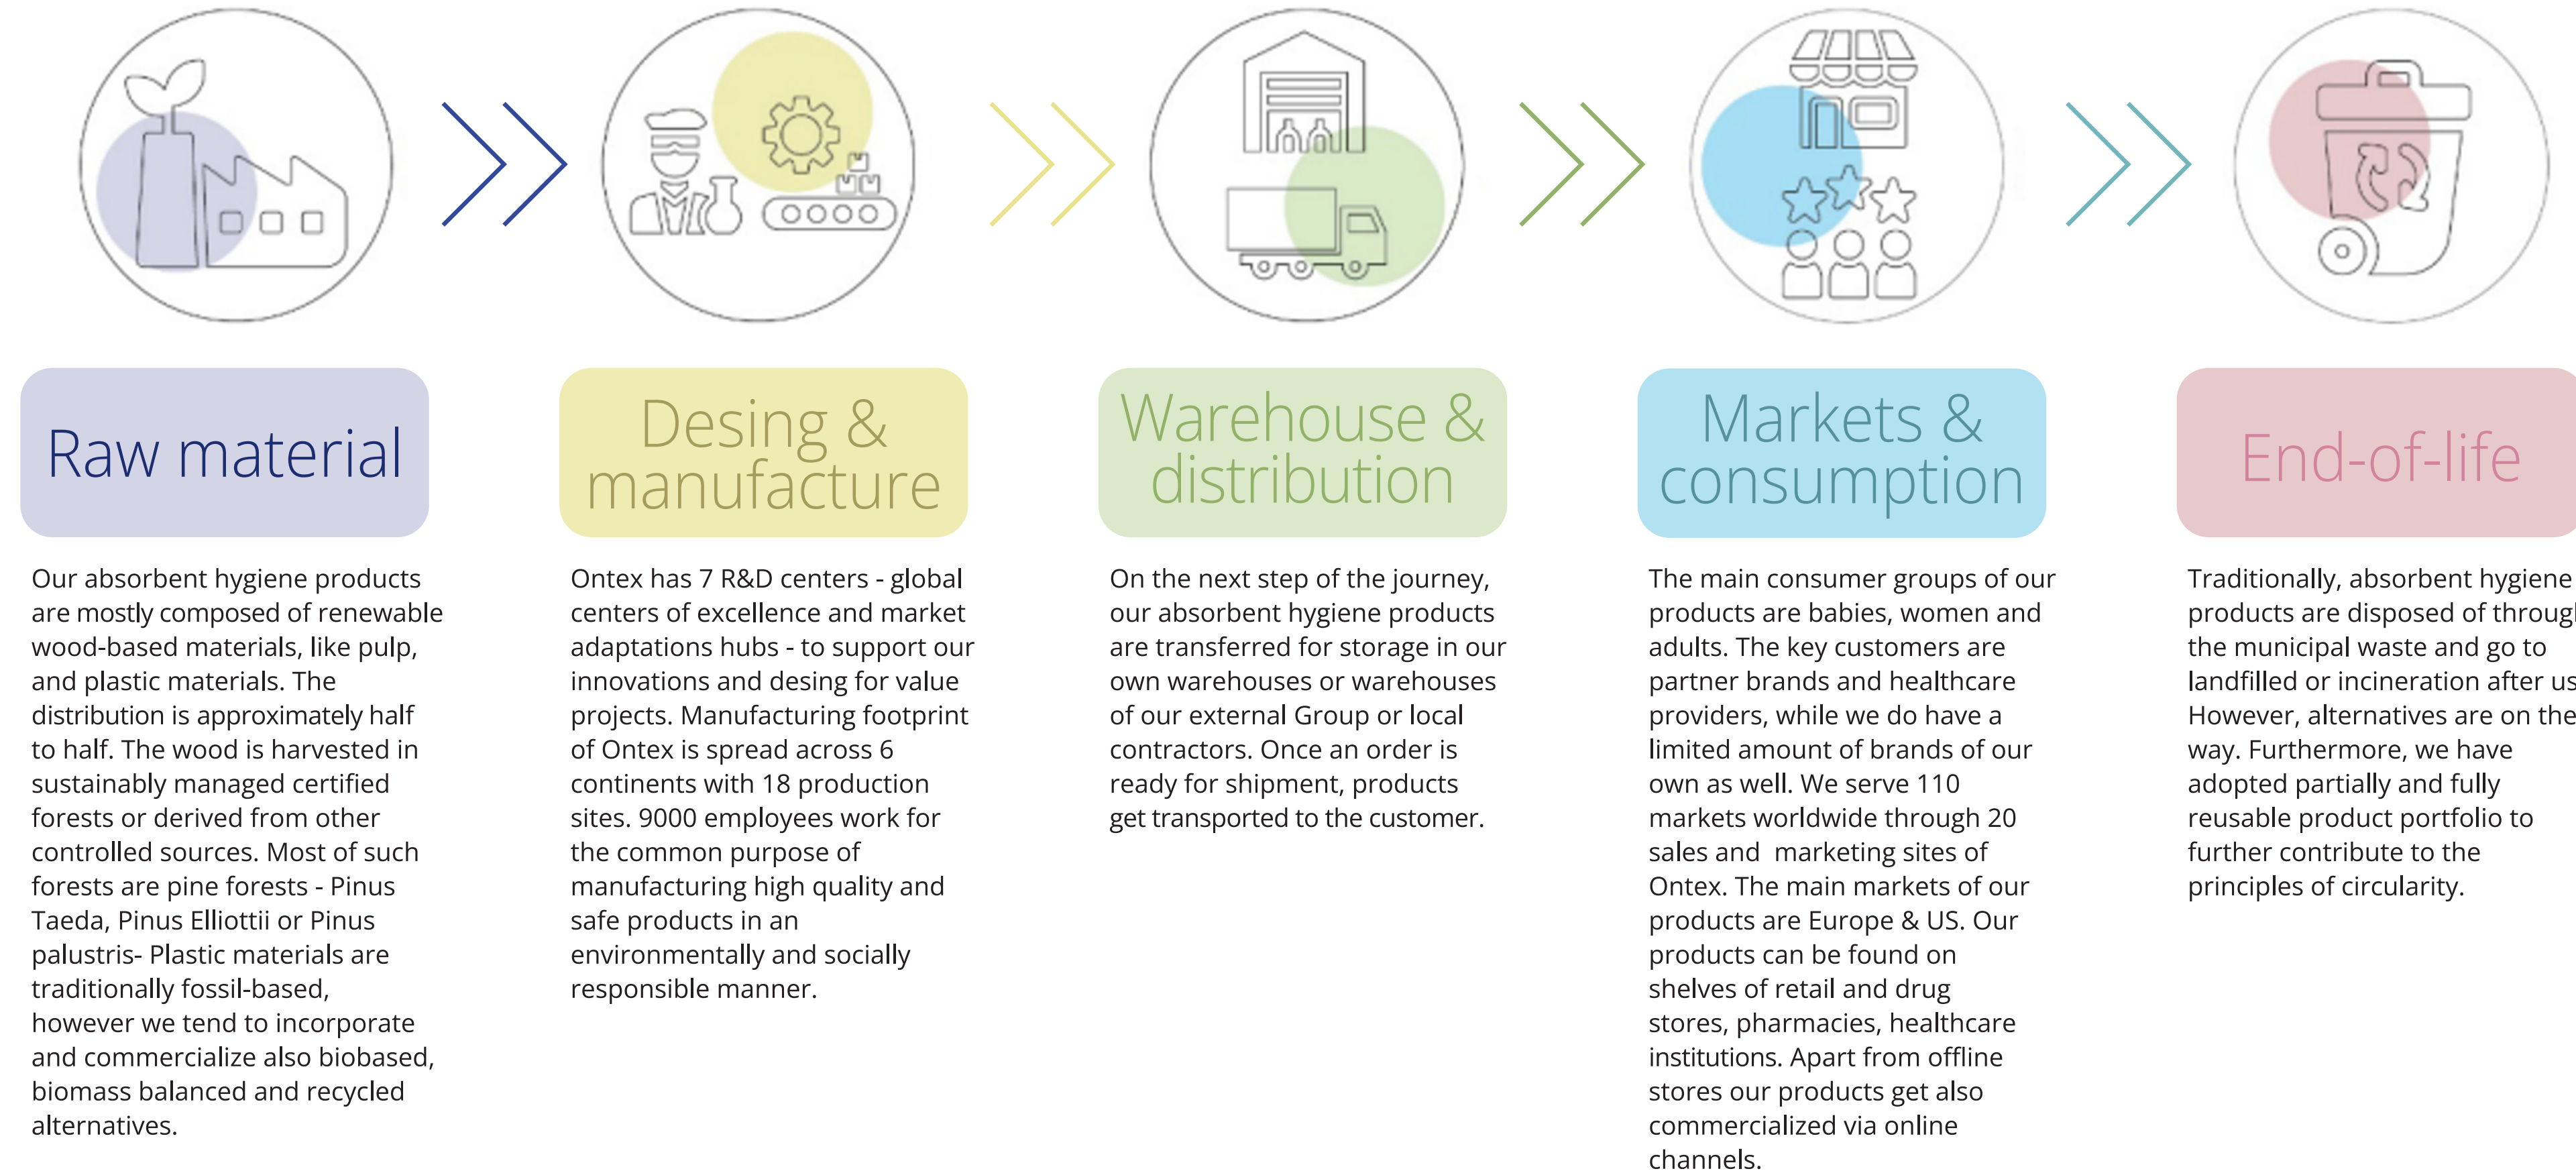 Raw material
Our absorbent hygiene products
are mostly composed of renewable
wood-based materials, like pulp,
and plastic materials. The
distribution is approximately half
to half. The wood is harvested in
sustainably managed certified
forests or derived from other
controlled sources. Most of such
forests are pine forests - Pinus
Taeda, Pinus Elliottii or Pinus
palustris- Plastic materials are
traditionally fossil-based,
however we tend to incorporate
and commercialize also biobased,
biomass balanced and recycled
alternatives.
Desing &
manufacture
Ontex has 7 R&D centers - global
centers of excellence and market
adaptations hubs - to support our
innovations and desing for value
projects. Manufacturing footprint
of Ontex is spread across 6
continents with 18 production
sites. 9000 employees work for
the common purpose of
manufacturing high quality and
safe products in an
environmentally and socially
responsible manner.
Warehouse &
distribution
On the next step of the journey,
our absorbent hygiene products
are transferred for storage in our
own warehouses or warehouses
of our external Group or local
contractors. Once an order is
ready for shipment, products
get transported to the customer.
Markets &
consumption
The main consumer groups of our
products are babies, women and
adults. The key customers are
partner brands and healthcare
providers, while we do have a
limited amount of brands of our
own as well. We serve 110
markets worldwide through 20
sales and  marketing sites of
Ontex. The main markets of our
products are Europe & US. Our
products can be found on
shelves of retail and drug
stores, pharmacies, healthcare
institutions. Apart from offline
stores our products get also
commercialized via online
channels.
End-of-life
Traditionally, absorbent hygiene
products are disposed of
the municipal waste and go to
landfilled or incineration after
However, alternatives are on the
way. Furthermore, we have
adopted partially and fully
reusable product portfolio to
further contribute to the
principles of circularity.